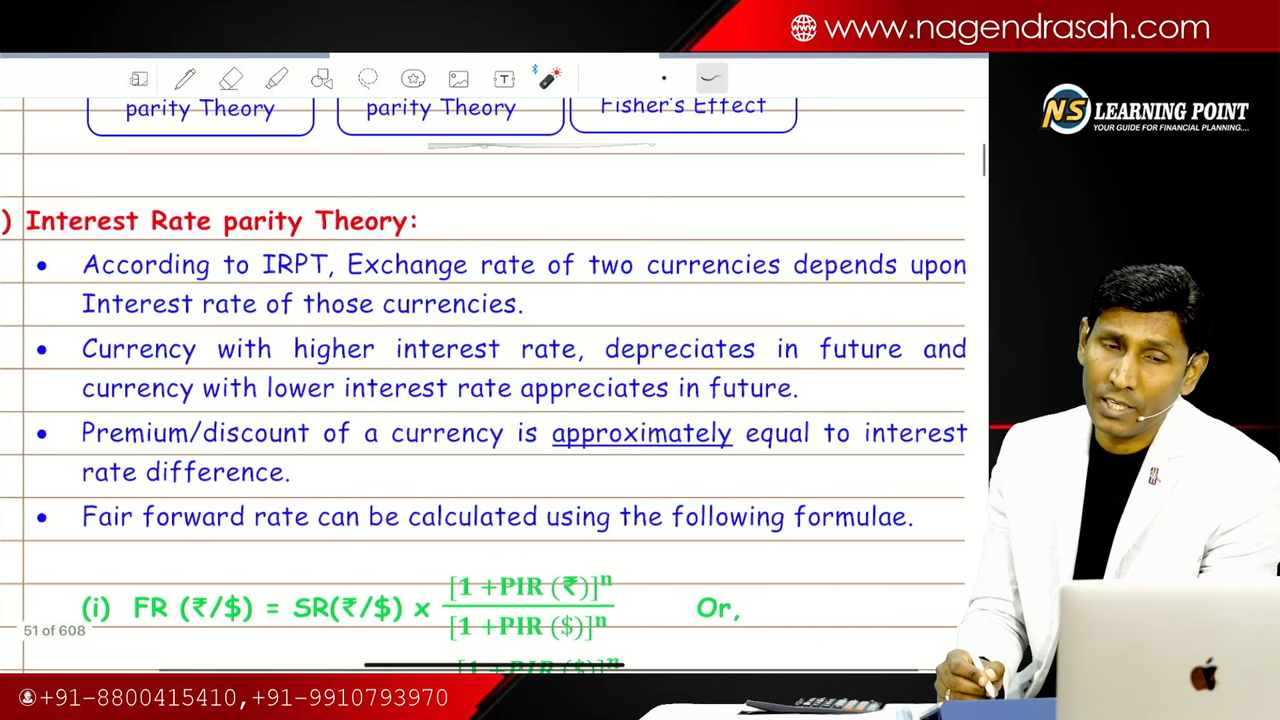 www.nagendrasah.com
NS LEARNING POINT
YOUR GUIDE FOR FINANCIAL PLANNING....
T
parity Theory
parity Theory
Fisher's Effect
) Interest Rate parity Theory:
• According to IRPT, Exchange rate of two currencies depends upon
Interest rate of those currencies.
• Currency with higher interest rate, depreciates in future and
currency with lower interest rate appreciates in future.
• Premium/discount of a currency is approximately equal to interest
rate difference.
• Fair forward rate can be calculated using the following formulae.
[1 +PIR (₹)]ⁿ
(i) FR (₹/$) = SR(₹/$) x Or,
[1 +PIR ($)]ⁿ
51 of 608
[1 +PIR ($)]ⁿ
+91-8800415410,+91-9910793970